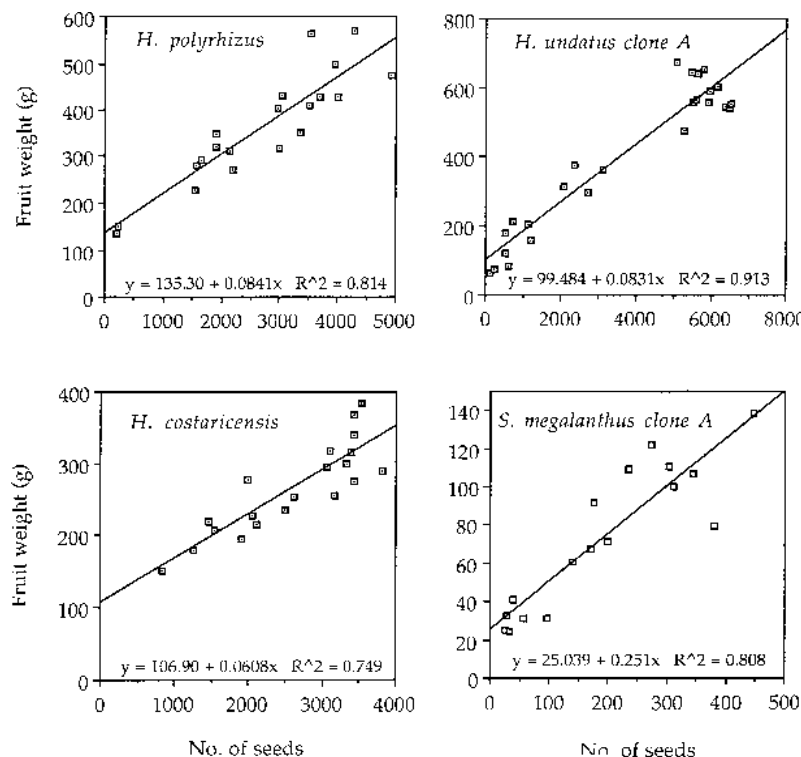 600
500
400
300
200
100
0
Fruit weight (g)
H. polyrhizus
y = 135.30 + 0.0841x R^2 = 0.814
0 1000 2000 3000 4000 5000
800
600
400
200
0
H. undatus clone A
y = 99.484 + 0.0831x R^2 = 0.913
0 2000 4000 6000 8000
400
300
200
100
0
Fruit weight (g)
H. costaricensis
y = 106.90 + 0.0608x R^2 = 0.749
0 1000 2000 3000 4000
No. of seeds
140
120
100
80
60
40
20
0
S. megalanthus clone A
y = 25.039 + 0.251x R^2 = 0.808
0 100 200 300 400 500
No. of seeds